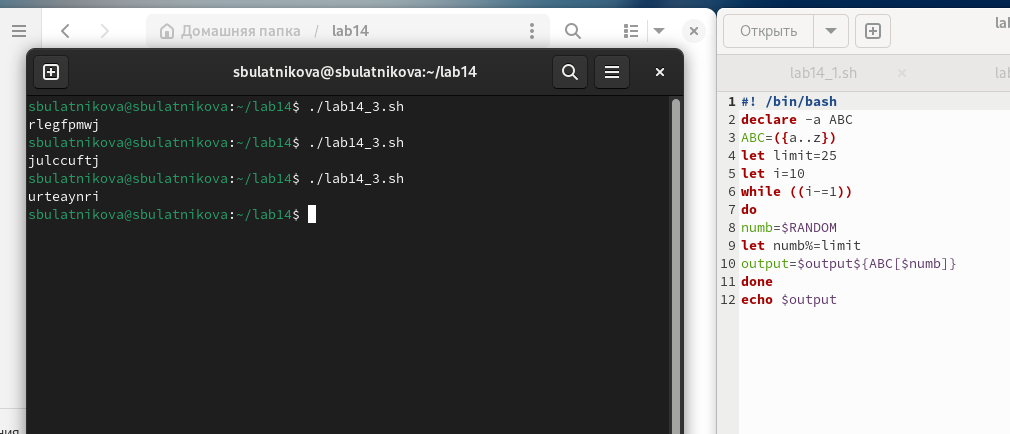 Домашняя папка / lab14
sbulatnikova@sbulatnikova:~/lab14
sbulatnikova@sbulatnikova:~/lab14$ ./lab14_3.sh
rlegfpmwj
sbulatnikova@sbulatnikova:~/lab14$ ./lab14_3.sh
julccuftj
sbulatnikova@sbulatnikova:~/lab14$ ./lab14_3.sh
urteaynri
sbulatnikova@sbulatnikova:~/lab14$
ния
Открыть
la
lab14_1.sh
la
1 #! /bin/bash
2 declare -a ABC
3 ABC=({a..z})
4 let limit=25
5 let i=10
6 while ((i-=1))
7 do
8 numb=$RANDOM
9 let numb%=limit
10 output=$output${ABC[$numb]}
11 done
12 echo $output